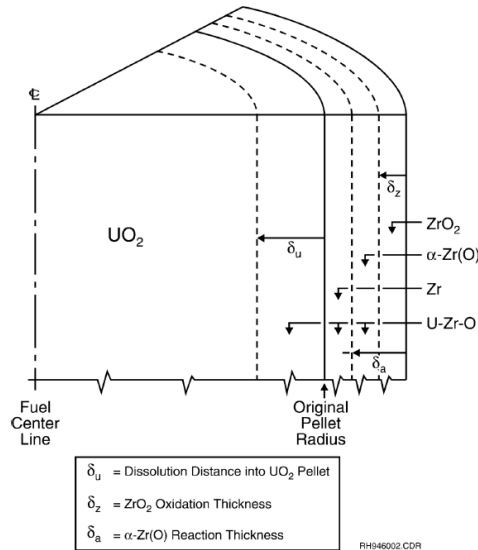 ℄
UO₂
δz
δu
ZrO₂
α-Zr(O)
Zr
U-Zr-O
δa
Fuel
Center
Line
Original
Pellet
Radius
δu = Dissolution Distance into UO₂ Pellet
δz = ZrO₂ Oxidation Thickness
δa = α-Zr(O) Reaction Thickness
RH946002.CDR